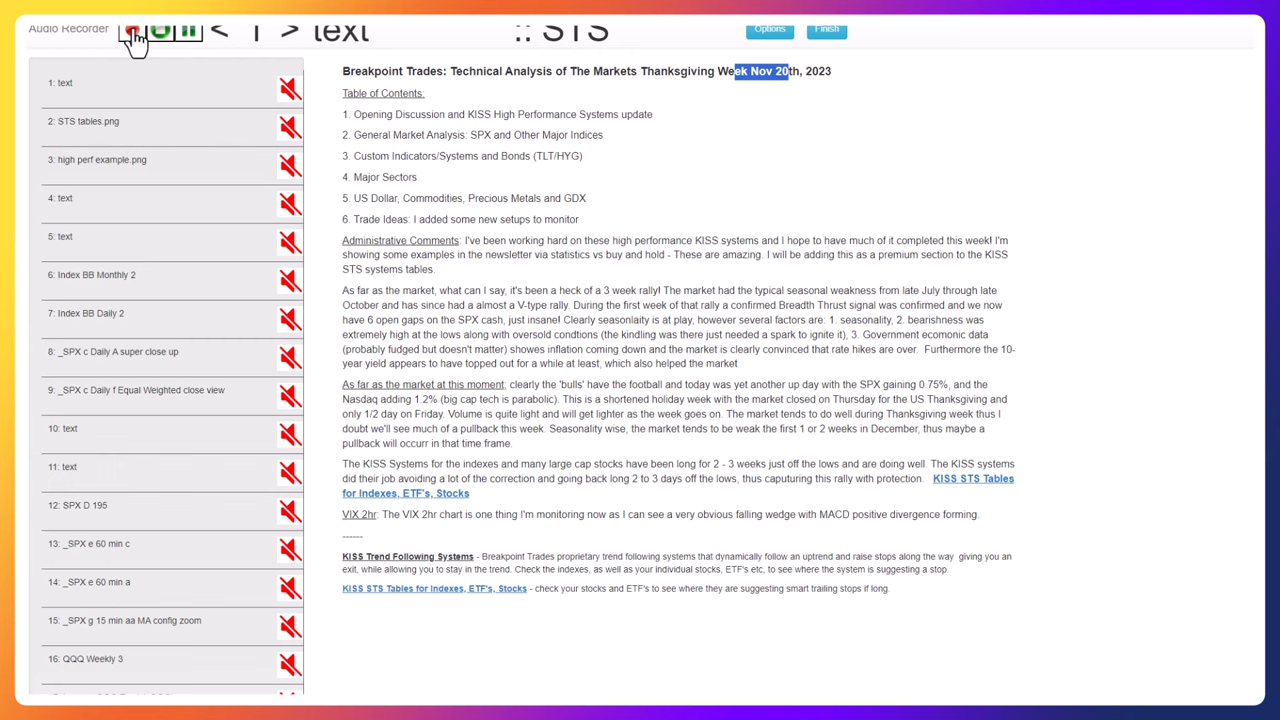 Audio Recorder < 1 > text :: STS Options Finish
1: text
2: STS tables.png
3: high perf example.png
4: text
5: text
6: Index BB Monthly 2
7: Index BB Daily 2
8: _SPX c Daily A super close up
9: _SPX c Daily f Equal Weighted close view
10: text
11: text
12: SPX D 195
13: _SPX e 60 min c
14: _SPX e 60 min a
15: _SPX g 15 min aa MA config zoom
16: QQQ Weekly 3
Breakpoint Trades: Technical Analysis of The Markets Thanksgiving Week Nov 20th, 2023
Table of Contents:
1. Opening Discussion and KISS High Performance Systems update
2. General Market Analysis: SPX and Other Major Indices
3. Custom Indicators/Systems and Bonds (TLT/HYG)
4. Major Sectors
5. US Dollar, Commodities, Precious Metals and GDX
6. Trade Ideas: I added some new setups to monitor
Administrative Comments: I've been working hard on these high performance KISS systems and I hope to have much of it completed this week! I'm
showing some examples in the newsletter via statistics vs buy and hold - These are amazing. I will be adding this as a premium section to the KISS
STS systems tables.
As far as the market, what can I say, it's been a heck of a 3 week rally! The market had the typical seasonal weakness from late July through late
October and has since had a almost a V-type rally. During the first week of that rally a confirmed Breadth Thrust signal was confirmed and we now
have 6 open gaps on the SPX cash, just insane! Clearly seasonlaity is at play, however several factors are: 1. seasonality, 2. bearishness was
extremely high at the lows along with oversold condtions (the kindling was there just needed a spark to ignite it), 3. Government ecomonic data
(probably fudged but doesn't matter) showes inflation coming down and the market is clearly convinced that rate hikes are over. Furthermore the 10-
year yield appears to have topped out for a while at least, which also helped the market
As far as the market at this moment; clearly the 'bulls' have the football and today was yet another up day with the SPX gaining 0.75%, and the
Nasdaq adding 1.2% (big cap tech is parabolic). This is a shortened holiday week with the market closed on Thursday for the US Thanksgiving and
only 1/2 day on Friday. Volume is quite light and will get lighter as the week goes on. The market tends to do well during Thanksgiving week thus I
doubt we'll see much of a pullback this week. Seasonality wise, the market tends to be weak the first 1 or 2 weeks in December, thus maybe a
pullback will occurr in that time frame.
The KISS Systems for the indexes and many large cap stocks have been long for 2 - 3 weeks just off the lows and are doing well. The KISS systems
did their job avoiding a lot of the correction and going back long 2 to 3 days off the lows, thus caputuring this rally with protection. KISS STS Tables
for Indexes, ETF's, Stocks
VIX 2hr: The VIX 2hr chart is one thing I'm monitoring now as I can see a very obvious falling wedge with MACD positive divergence forming.
------
KISS Trend Following Systems - Breakpoint Trades proprietary trend following systems that dynamically follow an uptrend and raise stops along the way giving you an
exit, while allowing you to stay in the trend. Check the indexes, as well as your individual stocks, ETF's etc, to see where the system is suggesting a stop.
KISS STS Tables for Indexes, ETF's, Stocks - check your stocks and ETF's to see where they are suggesting smart trailing stops if long.